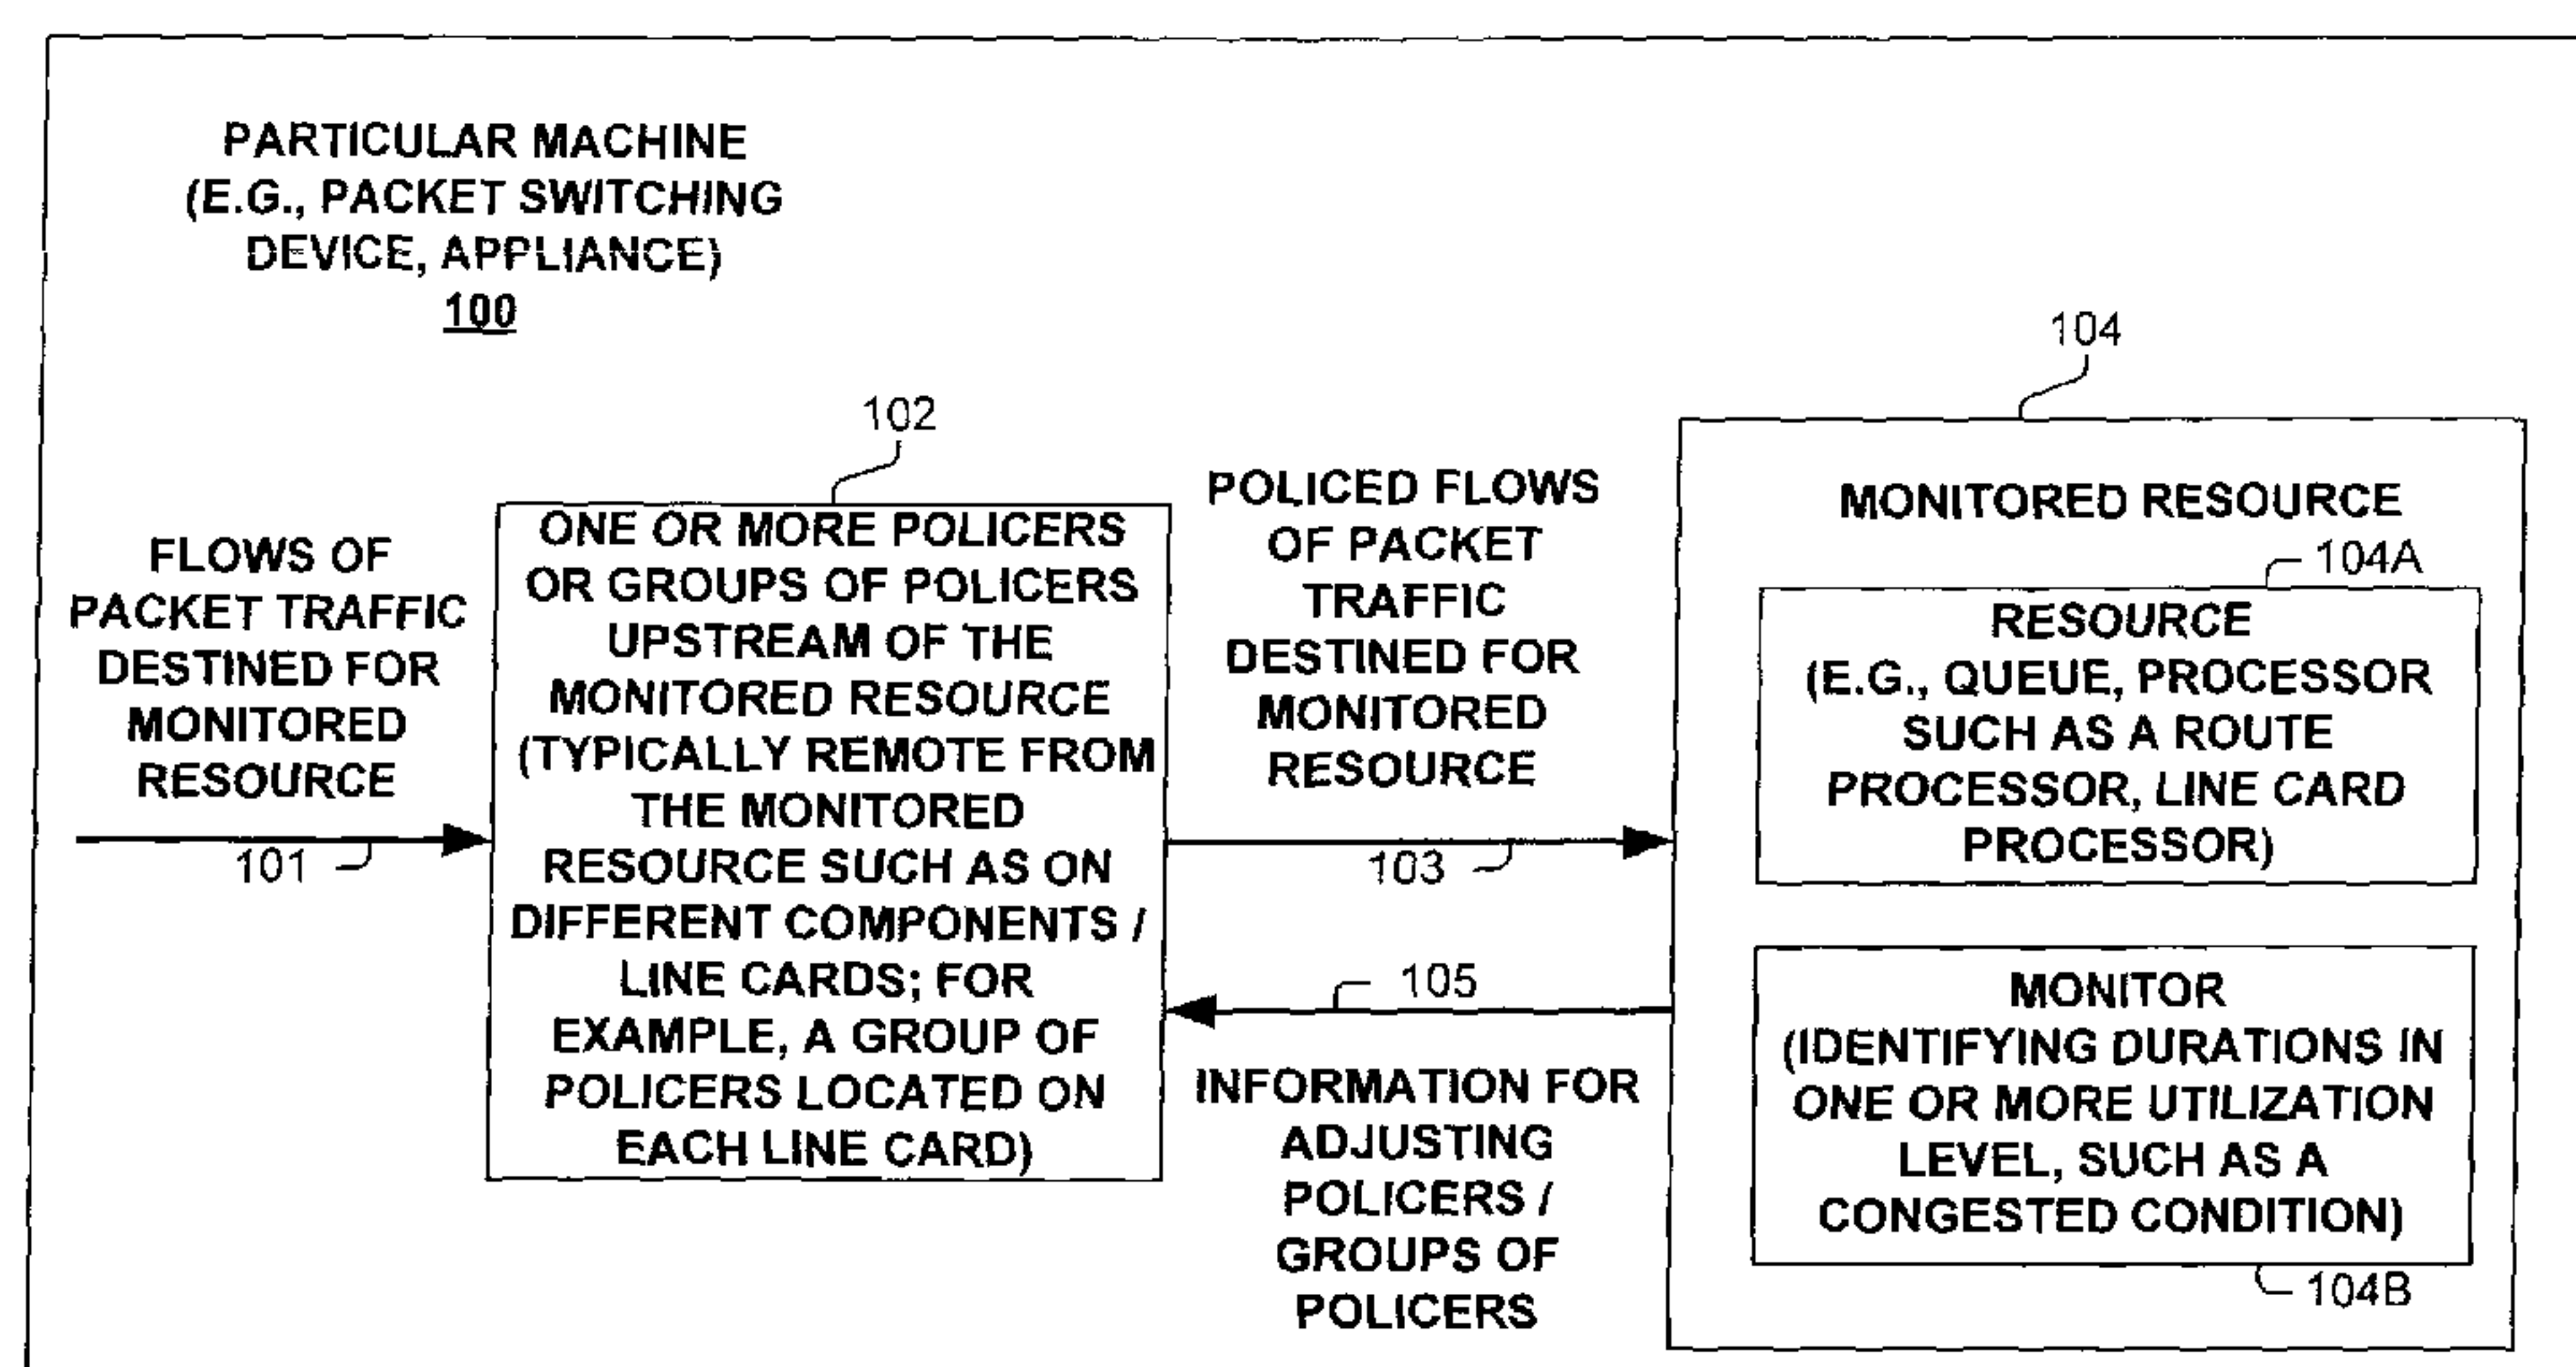 PARTICULAR MACHINE
(E.G., PACKET SWITCHING
DEVICE, APPLIANCE)
100
FLOWS OF
PACKET TRAFFIC
DESTINED FOR
MONITORED
RESOURCE
101
102
ONE OR MORE POLICERS
OR GROUPS OF POLICERS
UPSTREAM OF THE
MONITORED RESOURCE
(TYPICALLY REMOTE FROM
THE MONITORED
RESOURCE SUCH AS ON
DIFFERENT COMPONENTS /
LINE CARDS; FOR
EXAMPLE, A GROUP OF
POLICERS LOCATED ON
EACH LINE CARD)
POLICED FLOWS
OF PACKET
TRAFFIC
DESTINED FOR
MONITORED
RESOURCE
103
105
INFORMATION FOR
ADJUSTING
POLICERS /
GROUPS OF
POLICERS
104
MONITORED RESOURCE
104A
RESOURCE
(E.G., QUEUE, PROCESSOR
SUCH AS A ROUTE
PROCESSOR, LINE CARD
PROCESSOR)
MONITOR
(IDENTIFYING DURATIONS IN
ONE OR MORE UTILIZATION
LEVEL, SUCH AS A
CONGESTED CONDITION)
104B